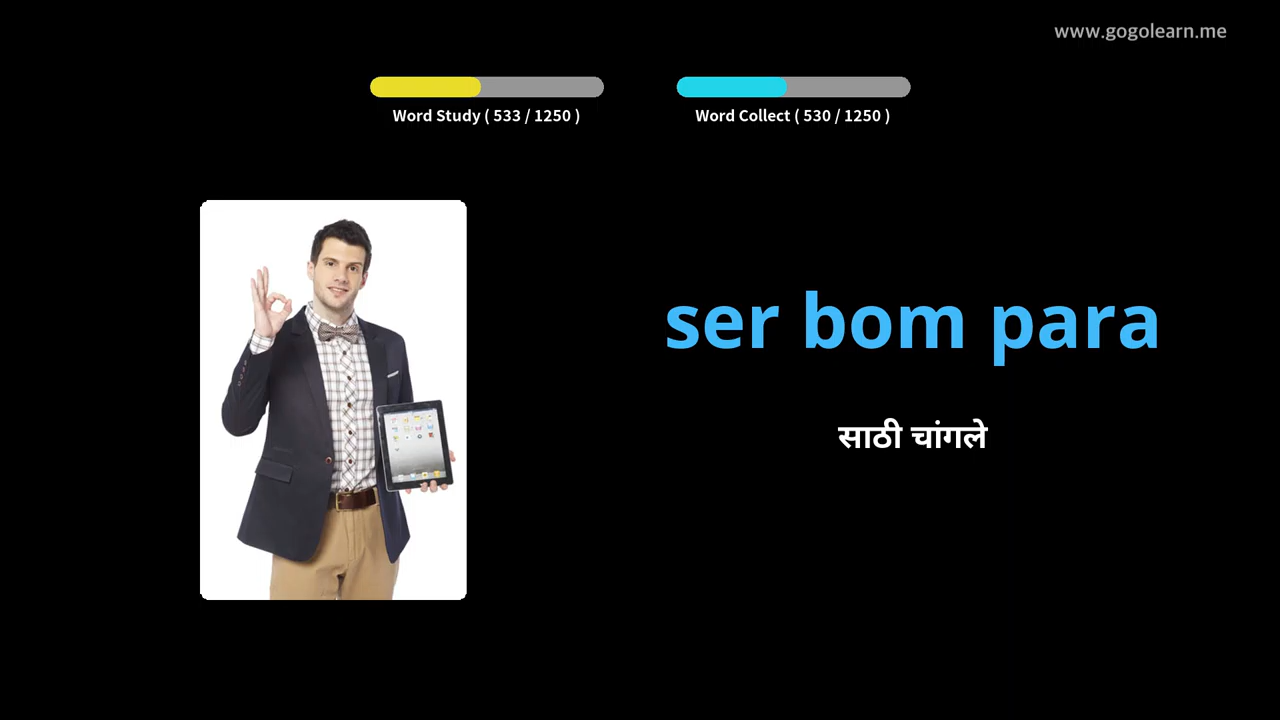 www.gogolearn.me
Word Study ( 533 / 1250 )
Word Collect ( 530 / 1250 )
ser bom para
साठी चांगले